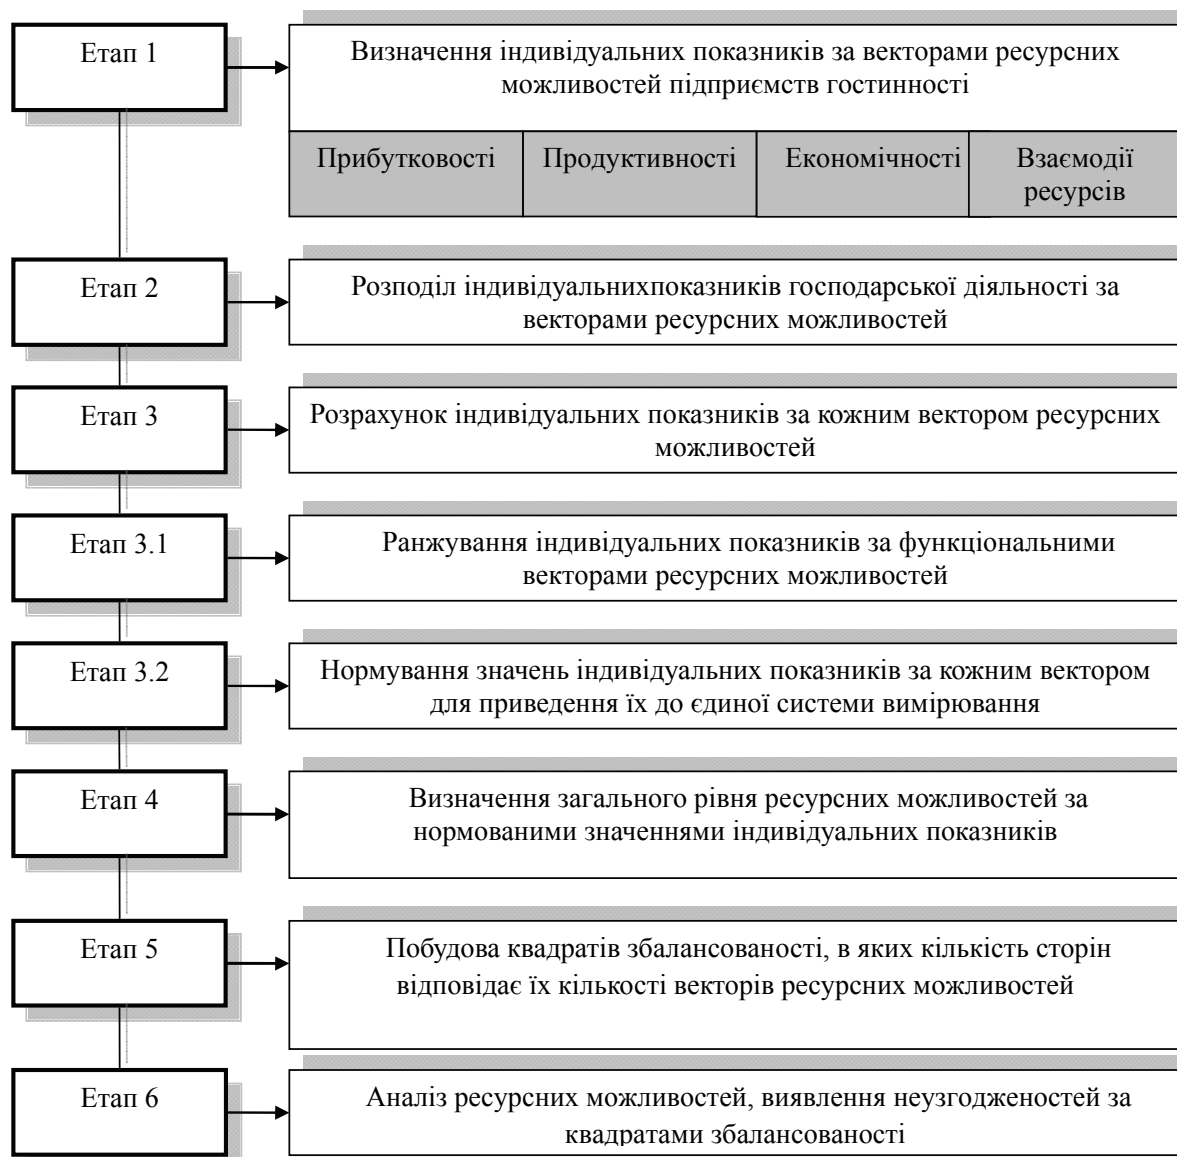 Етап 1
Визначення індивідуальних показників за векторами ресурсних
можливостей підприємств гостинності
Прибутковості
Продуктивності
Економічності
Взаємодії
ресурсів
Етап 2
Розподіл індивідуальнихпоказників господарської діяльності за
векторами ресурсних можливостей
Етап 3
Розрахунок індивідуальних показників за кожним вектором ресурсних
можливостей
Етап 3.1
Ранжування індивідуальних показників за функціональними
векторами ресурсних можливостей
Етап 3.2
Нормування значень індивідуальних показників за кожним вектором
для приведення їх до єдиної системи вимірювання
Етап 4
Визначення загального рівня ресурсних можливостей за
нормованими значеннями індивідуальних показників
Етап 5
Побудова квадратів збалансованості, в яких кількість сторін
відповідає їх кількості векторів ресурсних можливостей
Етап 6
Аналіз ресурсних можливостей, виявлення неузгодженостей за
квадратами збалансованості